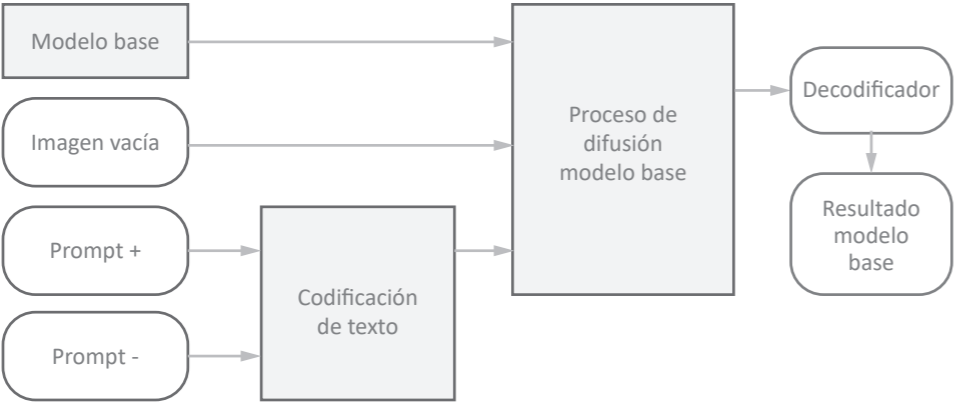 Modelo base
Imagen vacía
Prompt +
Prompt -
Codificación
de texto
Proceso de
difusión
modelo base
Decodificador
Resultado
modelo
base